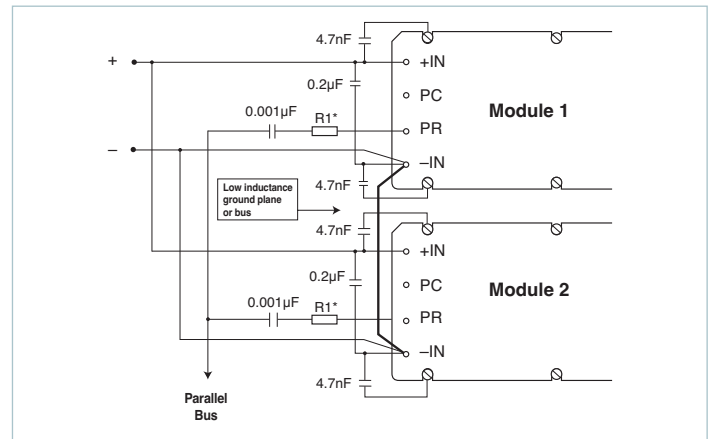 4.7nF
+
+IN
0.2µF
PC
Module 1
0.001µF
R1*
PR
–
–IN
4.7nF
Low inductance
ground plane
or bus
4.7nF
+IN
0.2µF
PC
Module 2
0.001µF
R1*
PR
–IN
4.7nF
Parallel
Bus